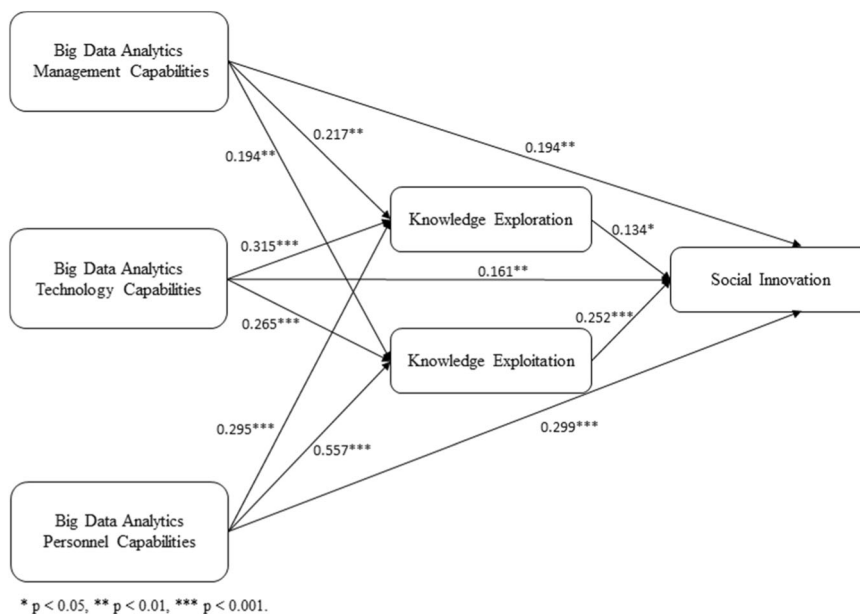 Big Data Analytics
Management Capabilities
0.217**
0.194**
0.194**
Knowledge Exploration
0.134*
0.315***
Big Data Analytics
Technology Capabilities
0.161**
Social Innovation
0.265***
0.252***
Knowledge Exploitation
0.295***
0.557***
0.299***
Big Data Analytics
Personnel Capabilities
* p < 0.05, ** p < 0.01, *** p < 0.001.